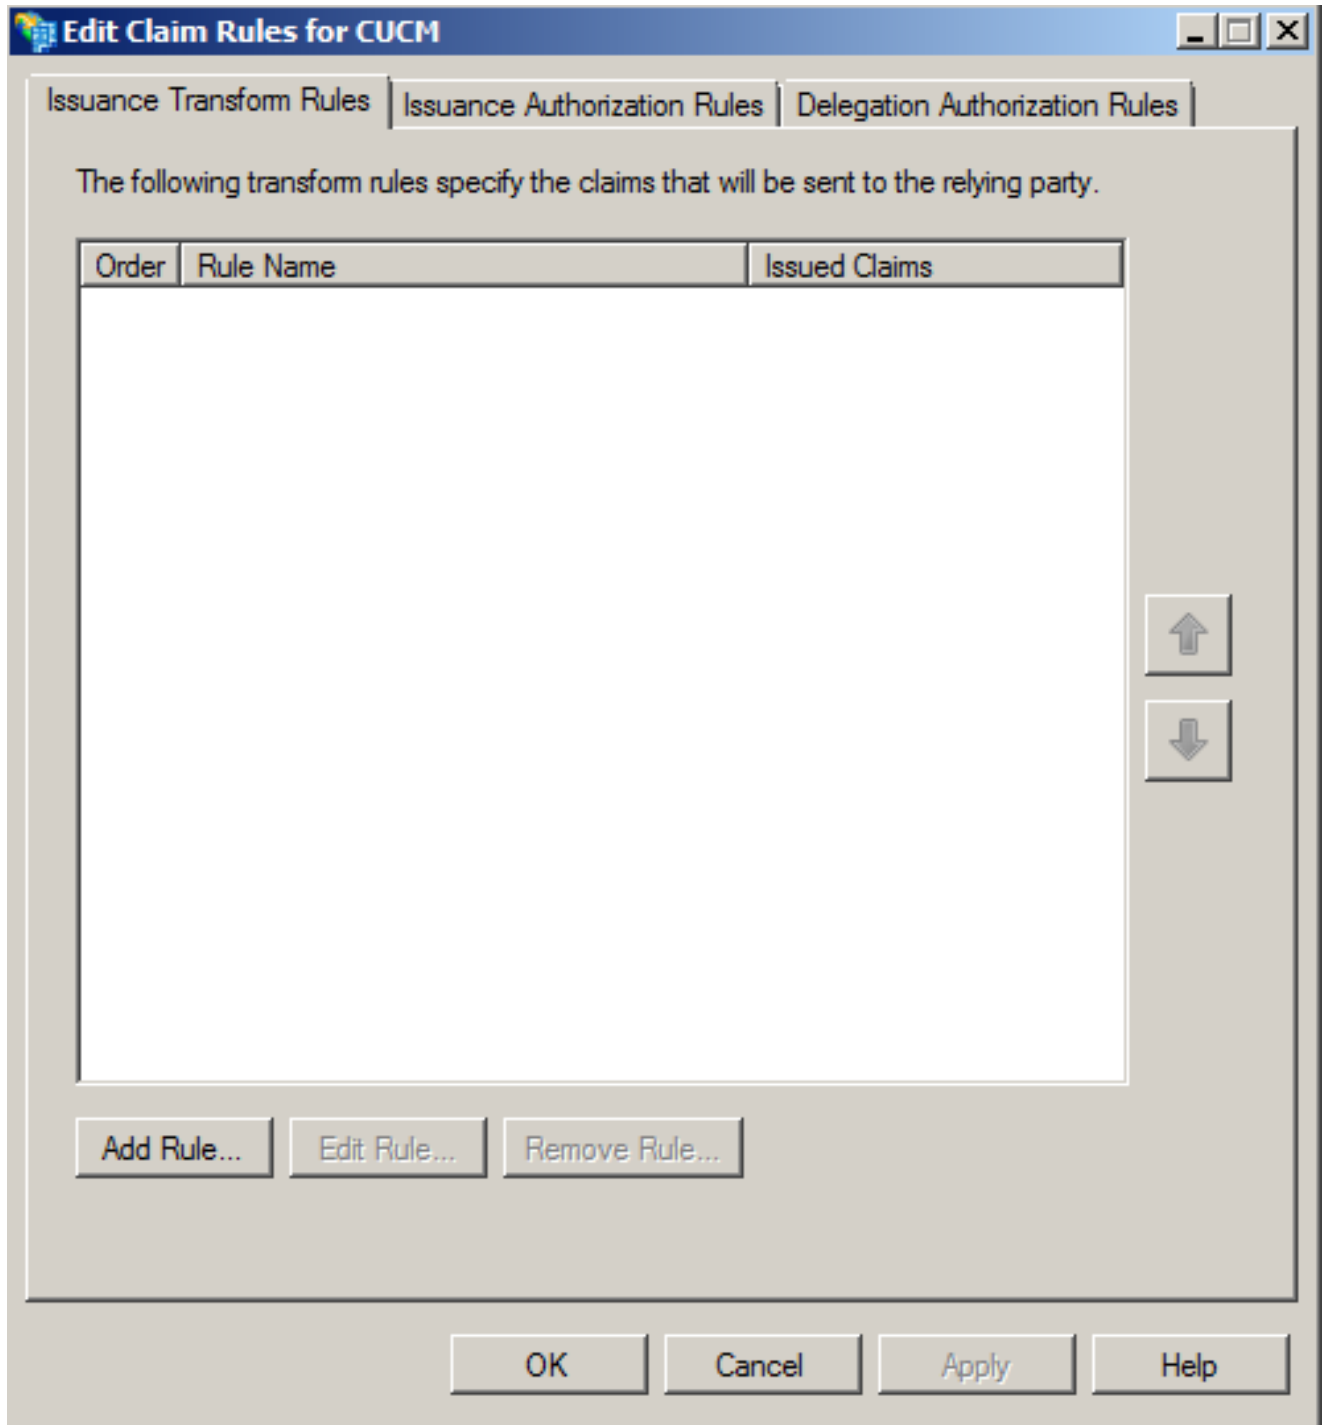 Edit Claim Rules for CUCM
Issuance Transform Rules Issuance Authorization Rules Delegation Authorization Rules
The following transform rules specify the claims that will be sent to the relying party.
Order Rule Name Issued Claims
Add Rule... Edit Rule... Remove Rule...
OK Cancel Apply Help